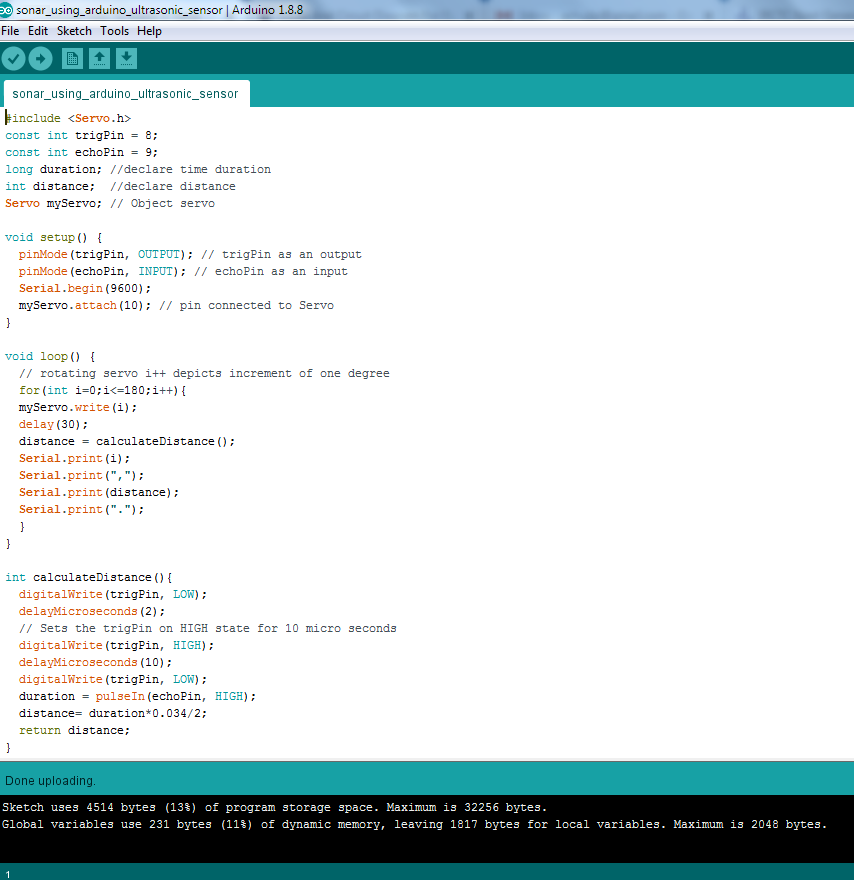 sonar_using_arduino_ultrasonic_sensor | Arduino 1.8.8
File Edit Sketch Tools Help
sonar_using_arduino_ultrasonic_sensor
#include <Servo.h>
const int trigPin = 8;
const int echoPin = 9;
long duration; //declare time duration
int distance;  //declare distance
Servo myServo; // Object servo

void setup() {
  pinMode(trigPin, OUTPUT); // trigPin as an output
  pinMode(echoPin, INPUT); // echoPin as an input
  Serial.begin(9600);
  myServo.attach(10); // pin connected to Servo
}

void loop() {
  // rotating servo i++ depicts increment of one degree
  for(int i=0;i<=180;i++){
  myServo.write(i);
  delay(30);
  distance = calculateDistance();
  Serial.print(i);
  Serial.print(",");
  Serial.print(distance);
  Serial.print(".");
  }
}

int calculateDistance(){
  digitalWrite(trigPin, LOW);
  delayMicroseconds(2);
  // Sets the trigPin on HIGH state for 10 micro seconds
  digitalWrite(trigPin, HIGH);
  delayMicroseconds(10);
  digitalWrite(trigPin, LOW);
  duration = pulseIn(echoPin, HIGH);
  distance= duration*0.034/2;
  return distance;
}
Done uploading.
Sketch uses 4514 bytes (13%) of program storage space. Maximum is 32256 bytes.
Global variables use 231 bytes (11%) of dynamic memory, leaving 1817 bytes for local variables. Maximum is 2048 bytes.
1